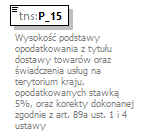 tns:P_15
Wysokość podstawy
opodatkowania z tytułu
dostawy towarów oraz
świadczenia usług na
terytorium kraju,
opodatkowanych stawką
5%, oraz korekty dokonanej
zgodnie z art. 89a ust. 1 i 4
ustawy